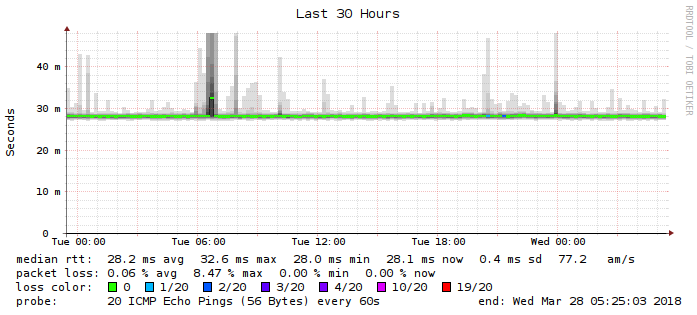 Last 30 Hours
RRDTOOL / TOBI OETIKER
Seconds
40 m
30 m
20 m
10 m
0
Tue 00:00 Tue 06:00 Tue 12:00 Tue 18:00 Wed 00:00
median rtt: 28.2 ms avg 32.6 ms max 28.0 ms min 28.1 ms now 0.4 ms sd 77.2 am/s
packet loss: 0.06 % avg 8.47 % max 0.00 % min 0.00 % now
loss color: 0 1/20 2/20 3/20 4/20 10/20 19/20
probe: 20 ICMP Echo Pings (56 Bytes) every 60s end: Wed Mar 28 05:25:03 2018